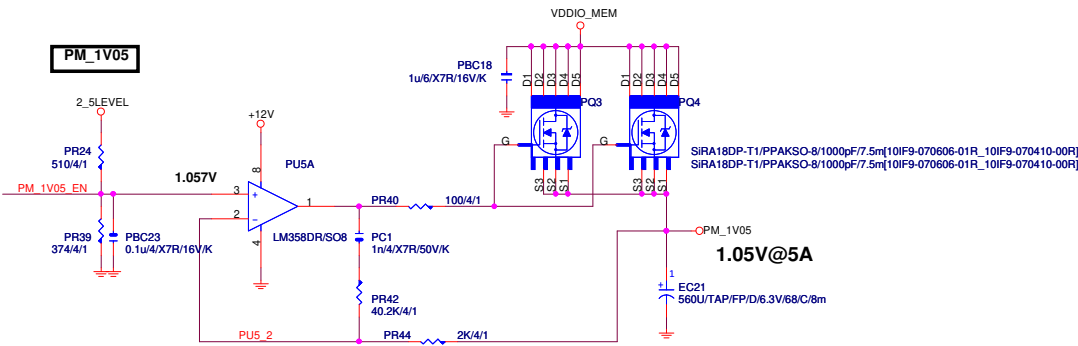 VDDIO_MEM
PM_1V05
PBC18
1u/6/X7R/16V/K
D1
D2
D3
D4
D5
D1
D2
D3
D4
D5
2_5LEVEL
+12V
PQ3
PQ4
PR24
510/4/1
PU5A
G
G
SiRA18DP-T1/PPAKSO-8/1000pF/7.5m[10IF9-070606-01R_10IF9-070410-00R]
SiRA18DP-T1/PPAKSO-8/1000pF/7.5m[10IF9-070606-01R_10IF9-070410-00R]
8
1.057V
S3
S2
S1
S3
S2
S1
PM_1V05_EN
3
+
1
PR40
100/4/1
2
-
PR39
374/4/1
PBC23
0.1u/4/X7R/16V/K
4
LM358DR/SO8
PC1
1n/4/X7R/50V/K
PM_1V05
1.05V@5A
1
+
EC21
560U/TAP/FP/D/6.3V/68/C/8m
PR42
40.2K/4/1
PU5_2
PR44
2K/4/1